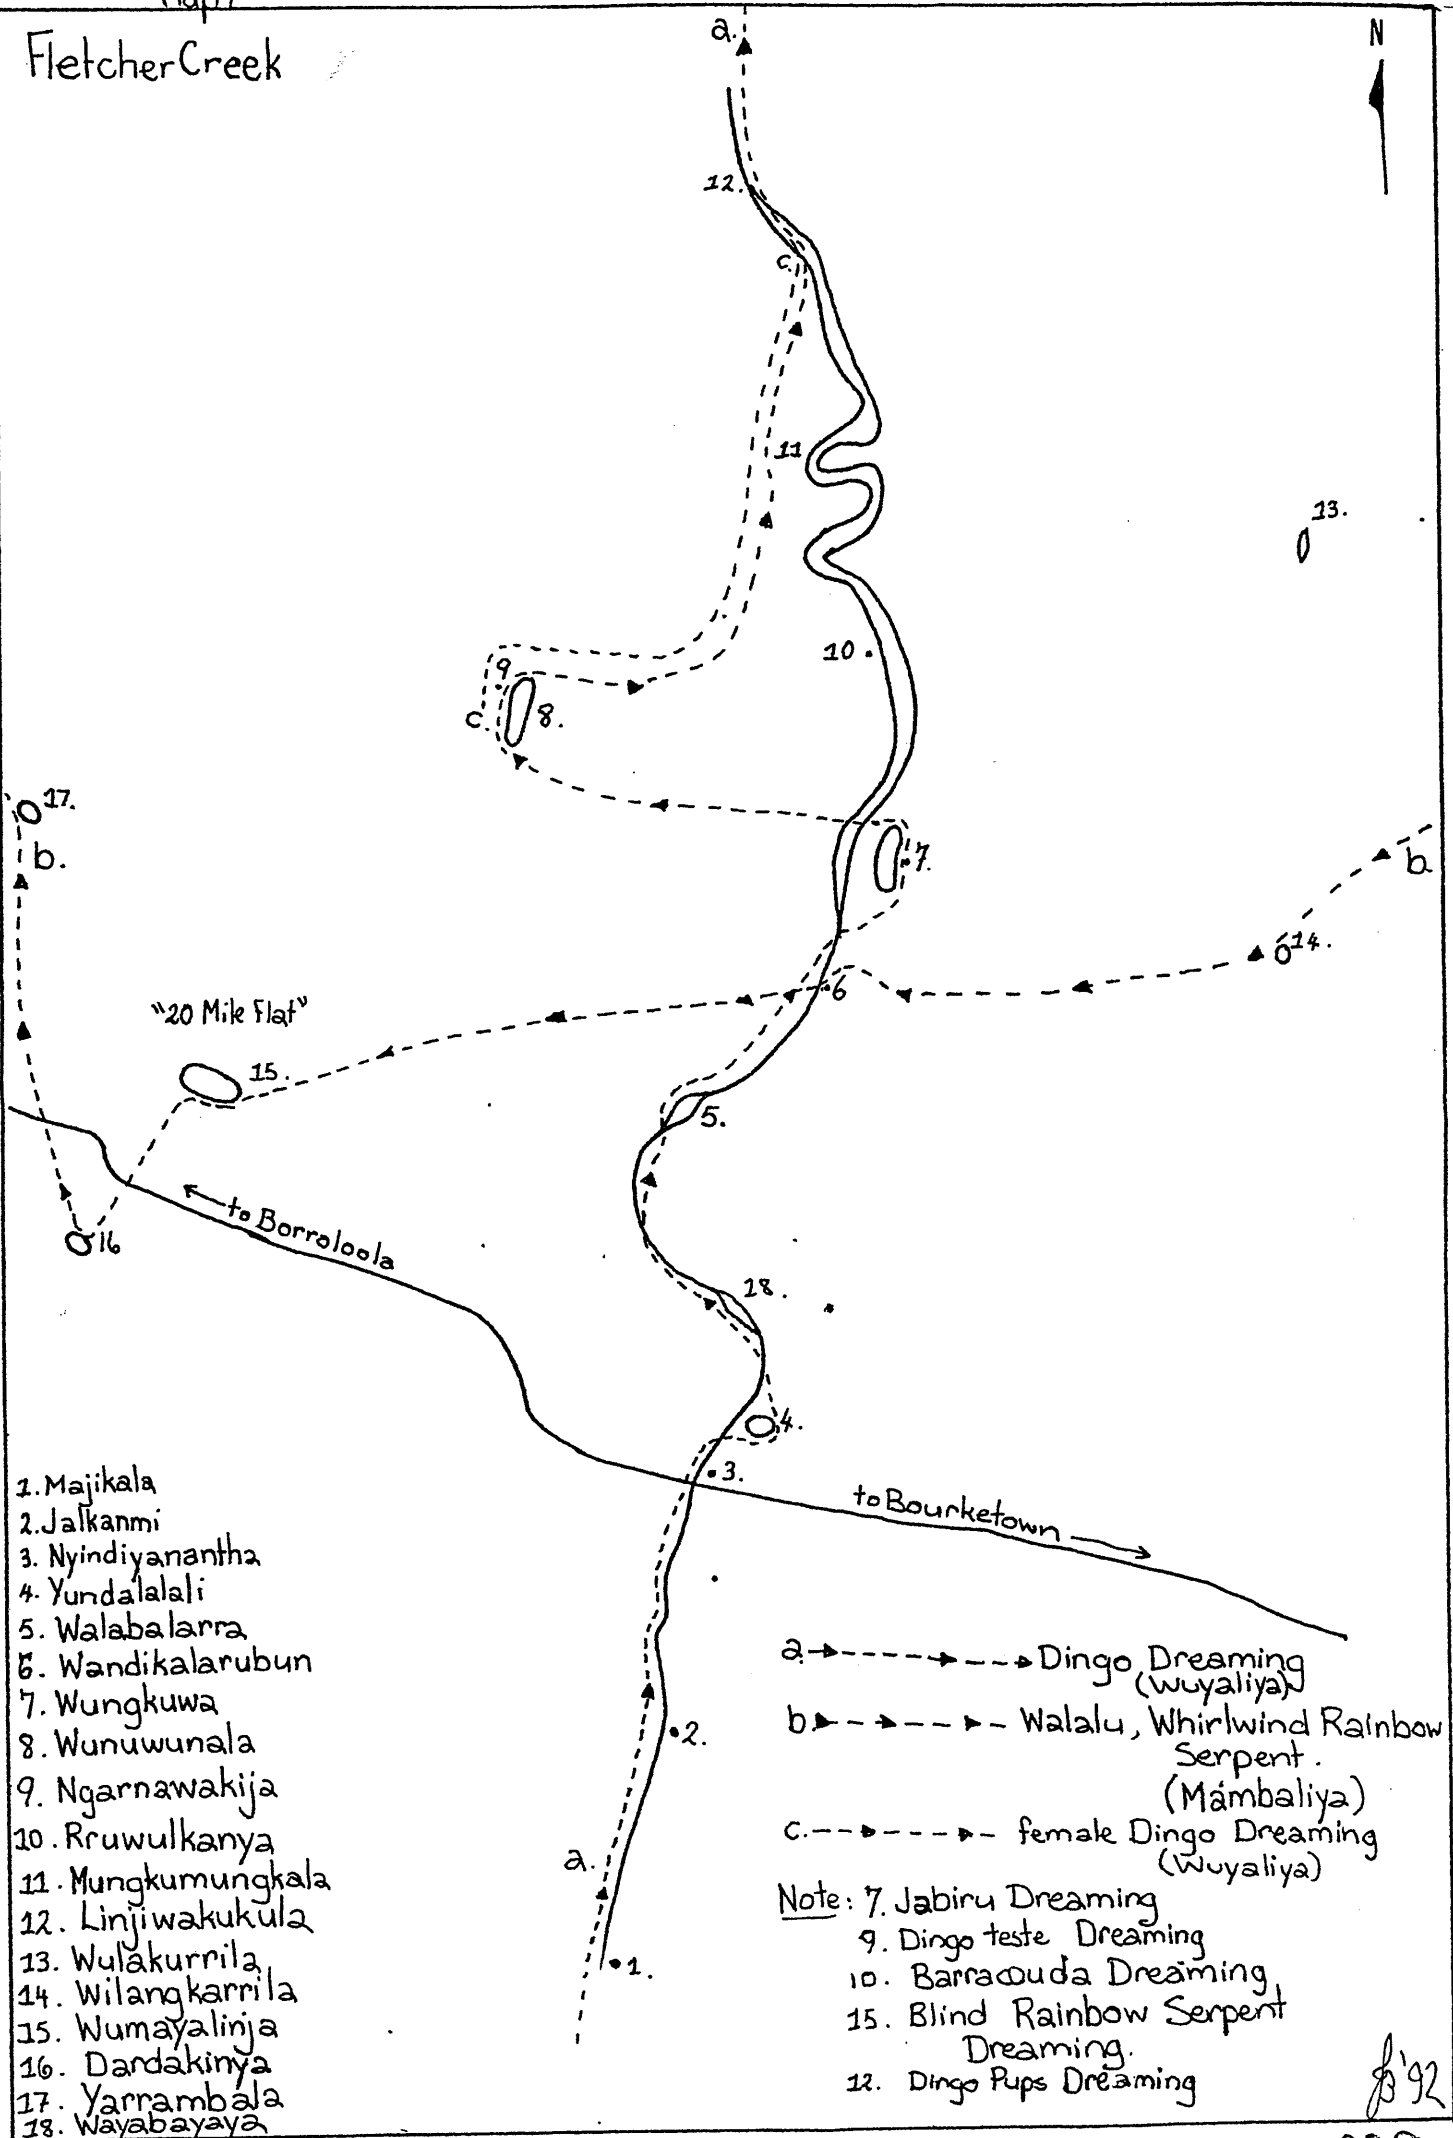 Fletcher Creek
N
a.
12.
c.
11
13.
10
9
c.
8.
17.
b.
7.
b
14.
6
"20 Mile Flat"
15.
5.
to Borroloola
16
18.
4.
3.
to Bourketown
2.
a.
1.
1. Majikala
2. Jalkanmi
3. Nyindiyanantha
4. Yundalalali
5. Walabalarra
6. Wandikalarubun
7. Wungkuwa
8. Wunuwunala
9. Ngarnawakija
10. Rruwulkanya
11. Mungkumungkala
12. Linjiwakukula
13. Wulakurrila
14. Wilangkarrila
15. Wumayalinja
16. Dardakinya
17. Yarrambala
18. Wayabayaya
a. Dingo Dreaming
(Wuyaliya)
b. Walalu, Whirlwind Rainbow
Serpent.
(Mambaliya)
c. female Dingo Dreaming
(Wuyaliya)
Note: 7. Jabiru Dreaming
9. Dingo teste Dreaming
10. Barracouda Dreaming
15. Blind Rainbow Serpent
Dreaming.
12. Dingo Pups Dreaming
'92